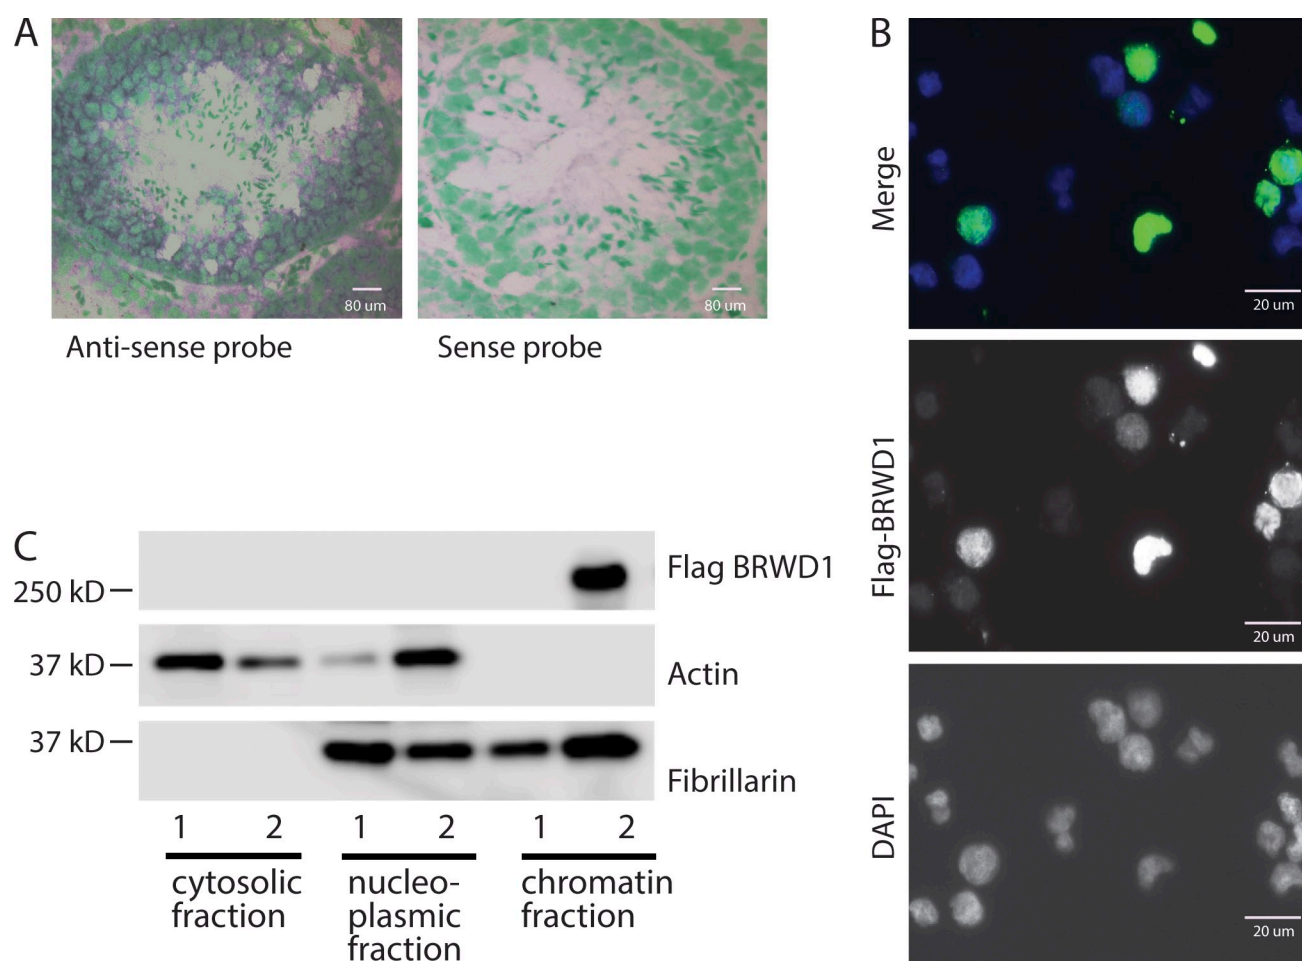 A
80 um
80 um
Anti-sense probe
Sense probe
B
Merge
20 um
Flag-BRWD1
20 um
DAPI
20 um
C
250 kD
Flag BRWD1
37 kD
Actin
37 kD
Fibrillarin
1 2 1 2 1 2
cytosolic
fraction
nucleo-
plasmic
fraction
chromatin
fraction